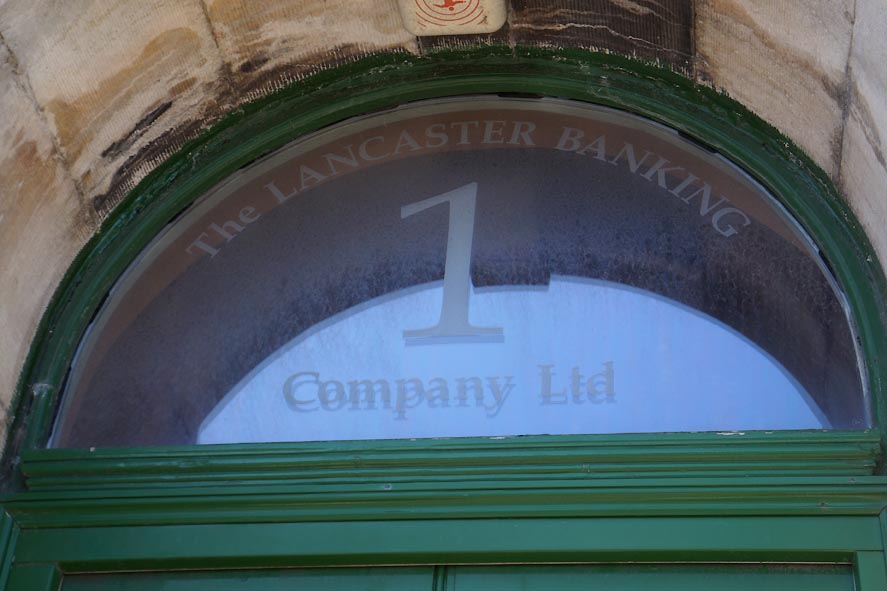 The LANCASTER BANKING
1
Company Ltd